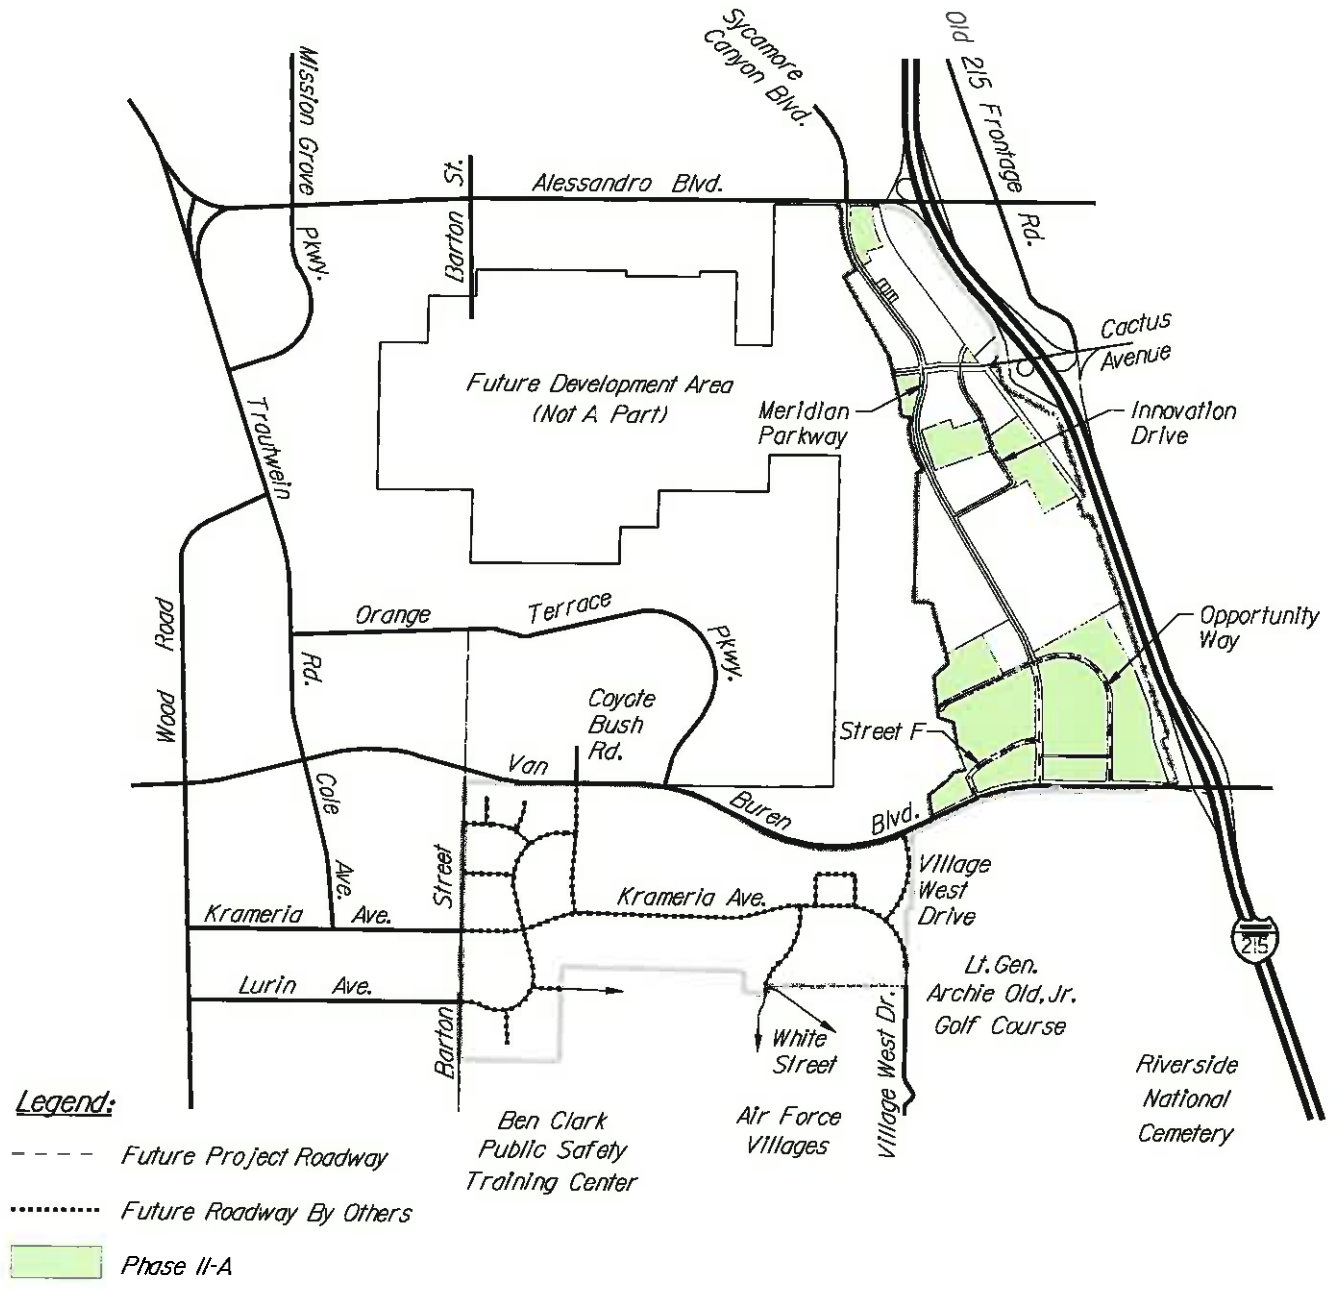 Sycamore
Canyon Blvd.
Old 215 Frontage Rd.
Mission Grove Pkwy.
Barton St.
Alessandro Blvd.
Cactus
Avenue
Future Development Area
(Not A Part)
Meridian
Parkway
Innovation
Drive
Trautwein Rd.
Wood Road
Orange Terrace Pkwy.
Opportunity
Way
Coyote
Bush
Rd.
Street F
Van Buren Blvd.
Cole Ave.
Barton Street
Village
West
Drive
Krameria Ave.
Krameria Ave.
215
Lurin Ave.
Lt. Gen.
Archie Old, Jr.
Golf Course
White
Street
Village West Dr.
Riverside
National
Cemetery
Ben Clark
Public Safety
Training Center
Air Force
Villages
Legend:
Future Project Roadway
Future Roadway By Others
Phase II-A